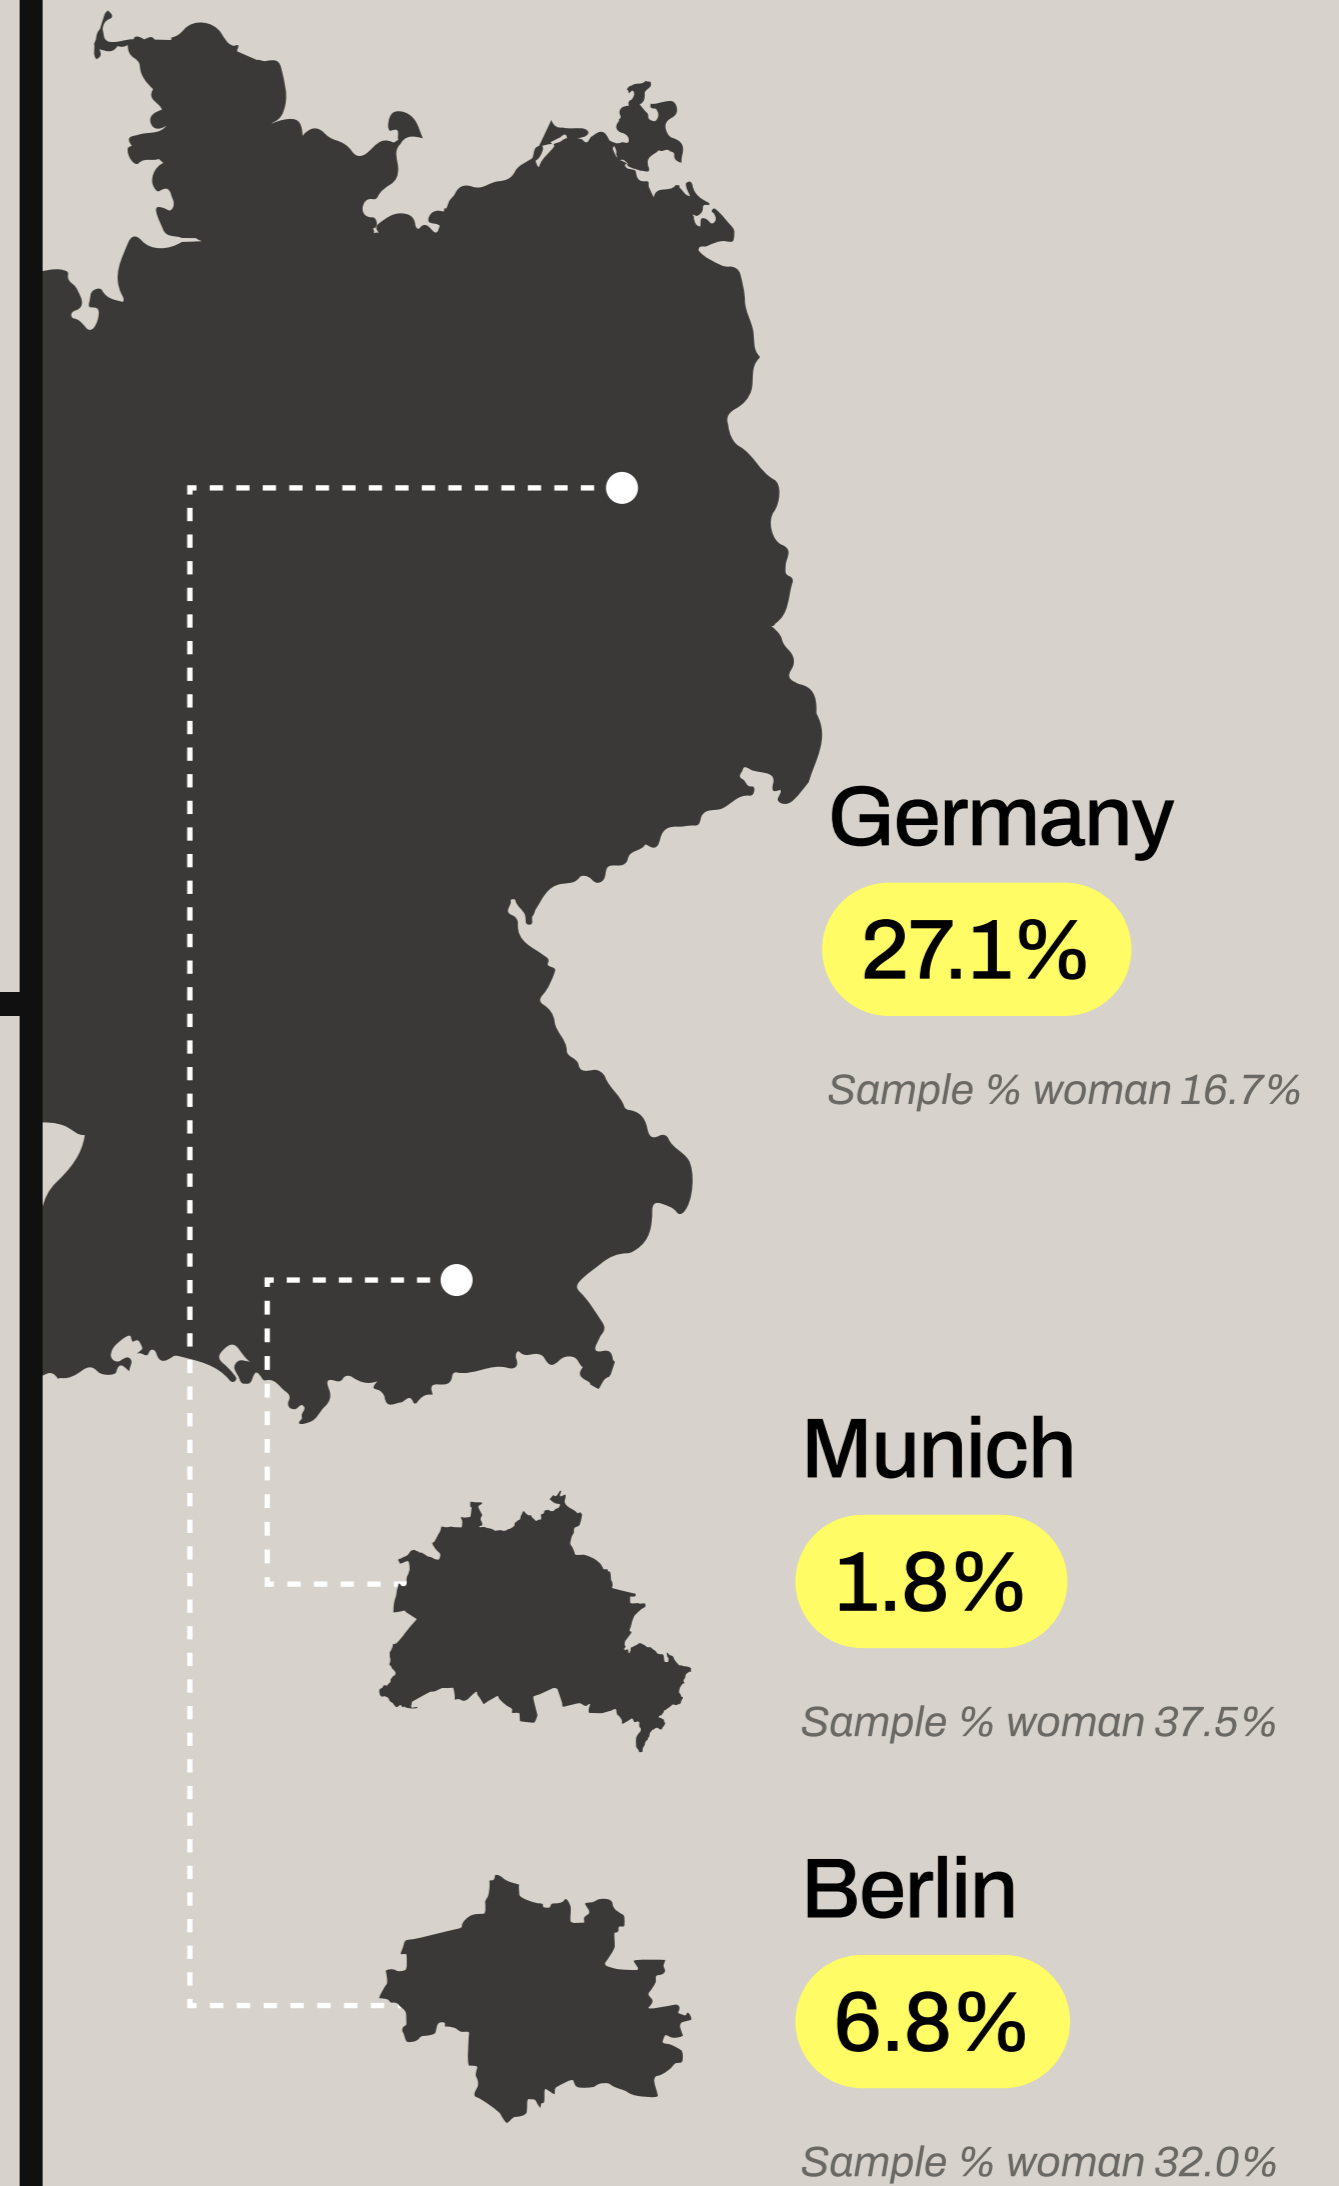 Germany
27.1%
Sample % woman 16.7%
Munich
1.8%
Sample % woman 37.5%
Berlin
6.8%
Sample % woman 32.0%